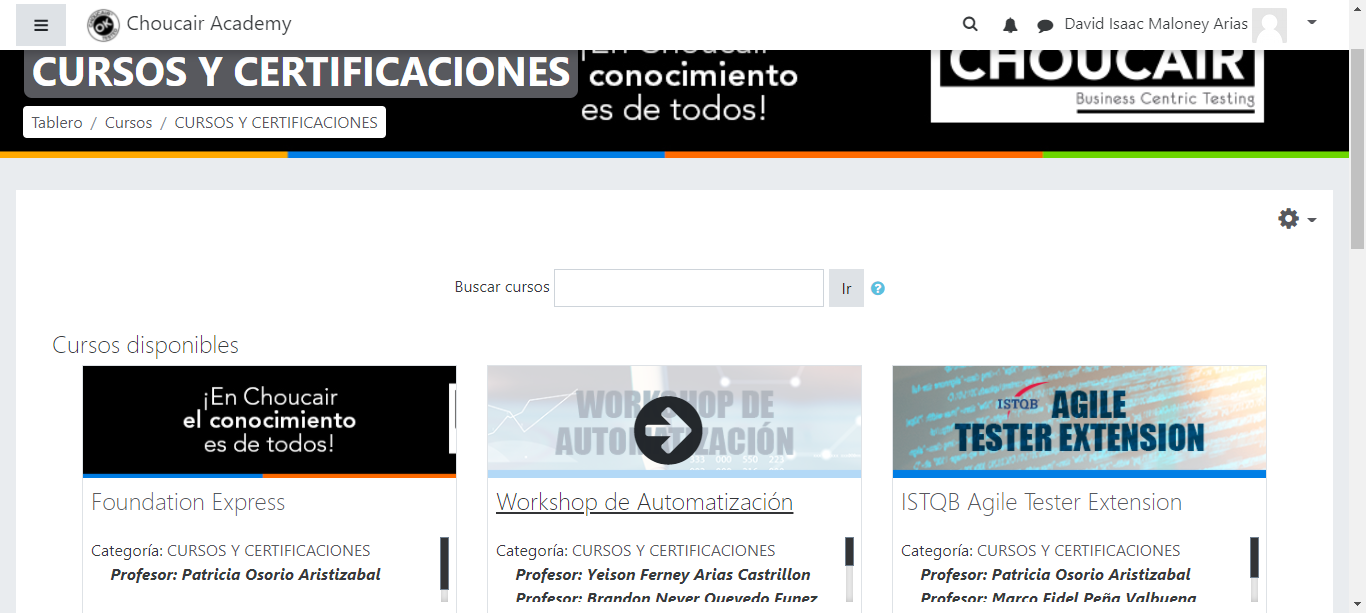 Choucair Academy
David Isaac Maloney Arias
¡En Choucair
CURSOS Y CERTIFICACIONES
conocimiento
es de todos!
CHOUCAIR
Business Centric Testing
Tablero / Cursos / CURSOS Y CERTIFICACIONES
Buscar cursos
Ir
Cursos disponibles
¡En Choucair
el conocimiento
es de todos!
Foundation Express
Categoría: CURSOS Y CERTIFICACIONES
Profesor: Patricia Osorio Aristizabal
WORKSHOP DE
AUTOMATIZACIÓN
Workshop de Automatización
Categoría: CURSOS Y CERTIFICACIONES
Profesor: Yeison Ferney Arias Castrillon
Profesor: Brandon Never Quevedo Funez
ISTQB AGILE
TESTER EXTENSION
ISTQB Agile Tester Extension
Categoría: CURSOS Y CERTIFICACIONES
Profesor: Patricia Osorio Aristizabal
Profesor: Marco Fidel Peña Valbuena